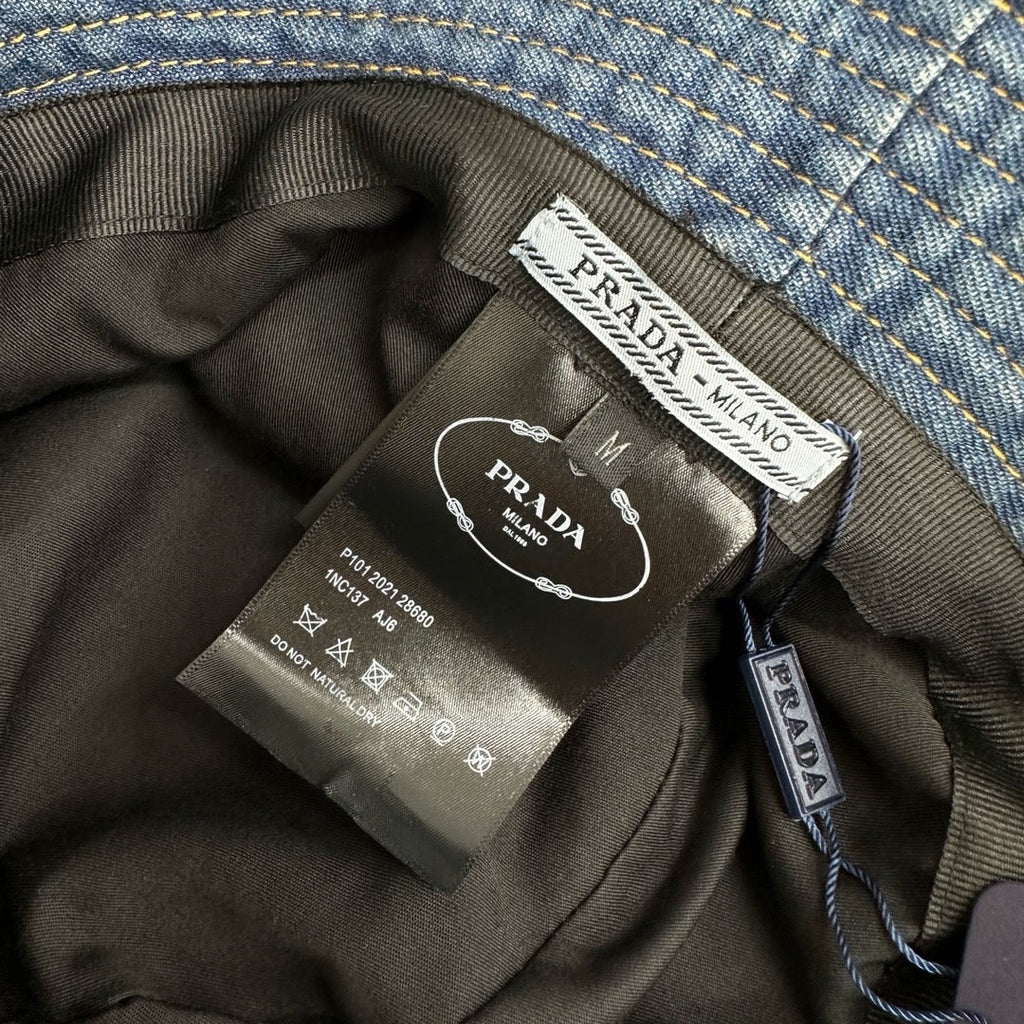 PRADA - MILANO
M
PRADA
MILANO
DAL 1913
P101 2021 28680
1NC137 AJ6
DO NOT NATURAL DRY
P
W
PRADA